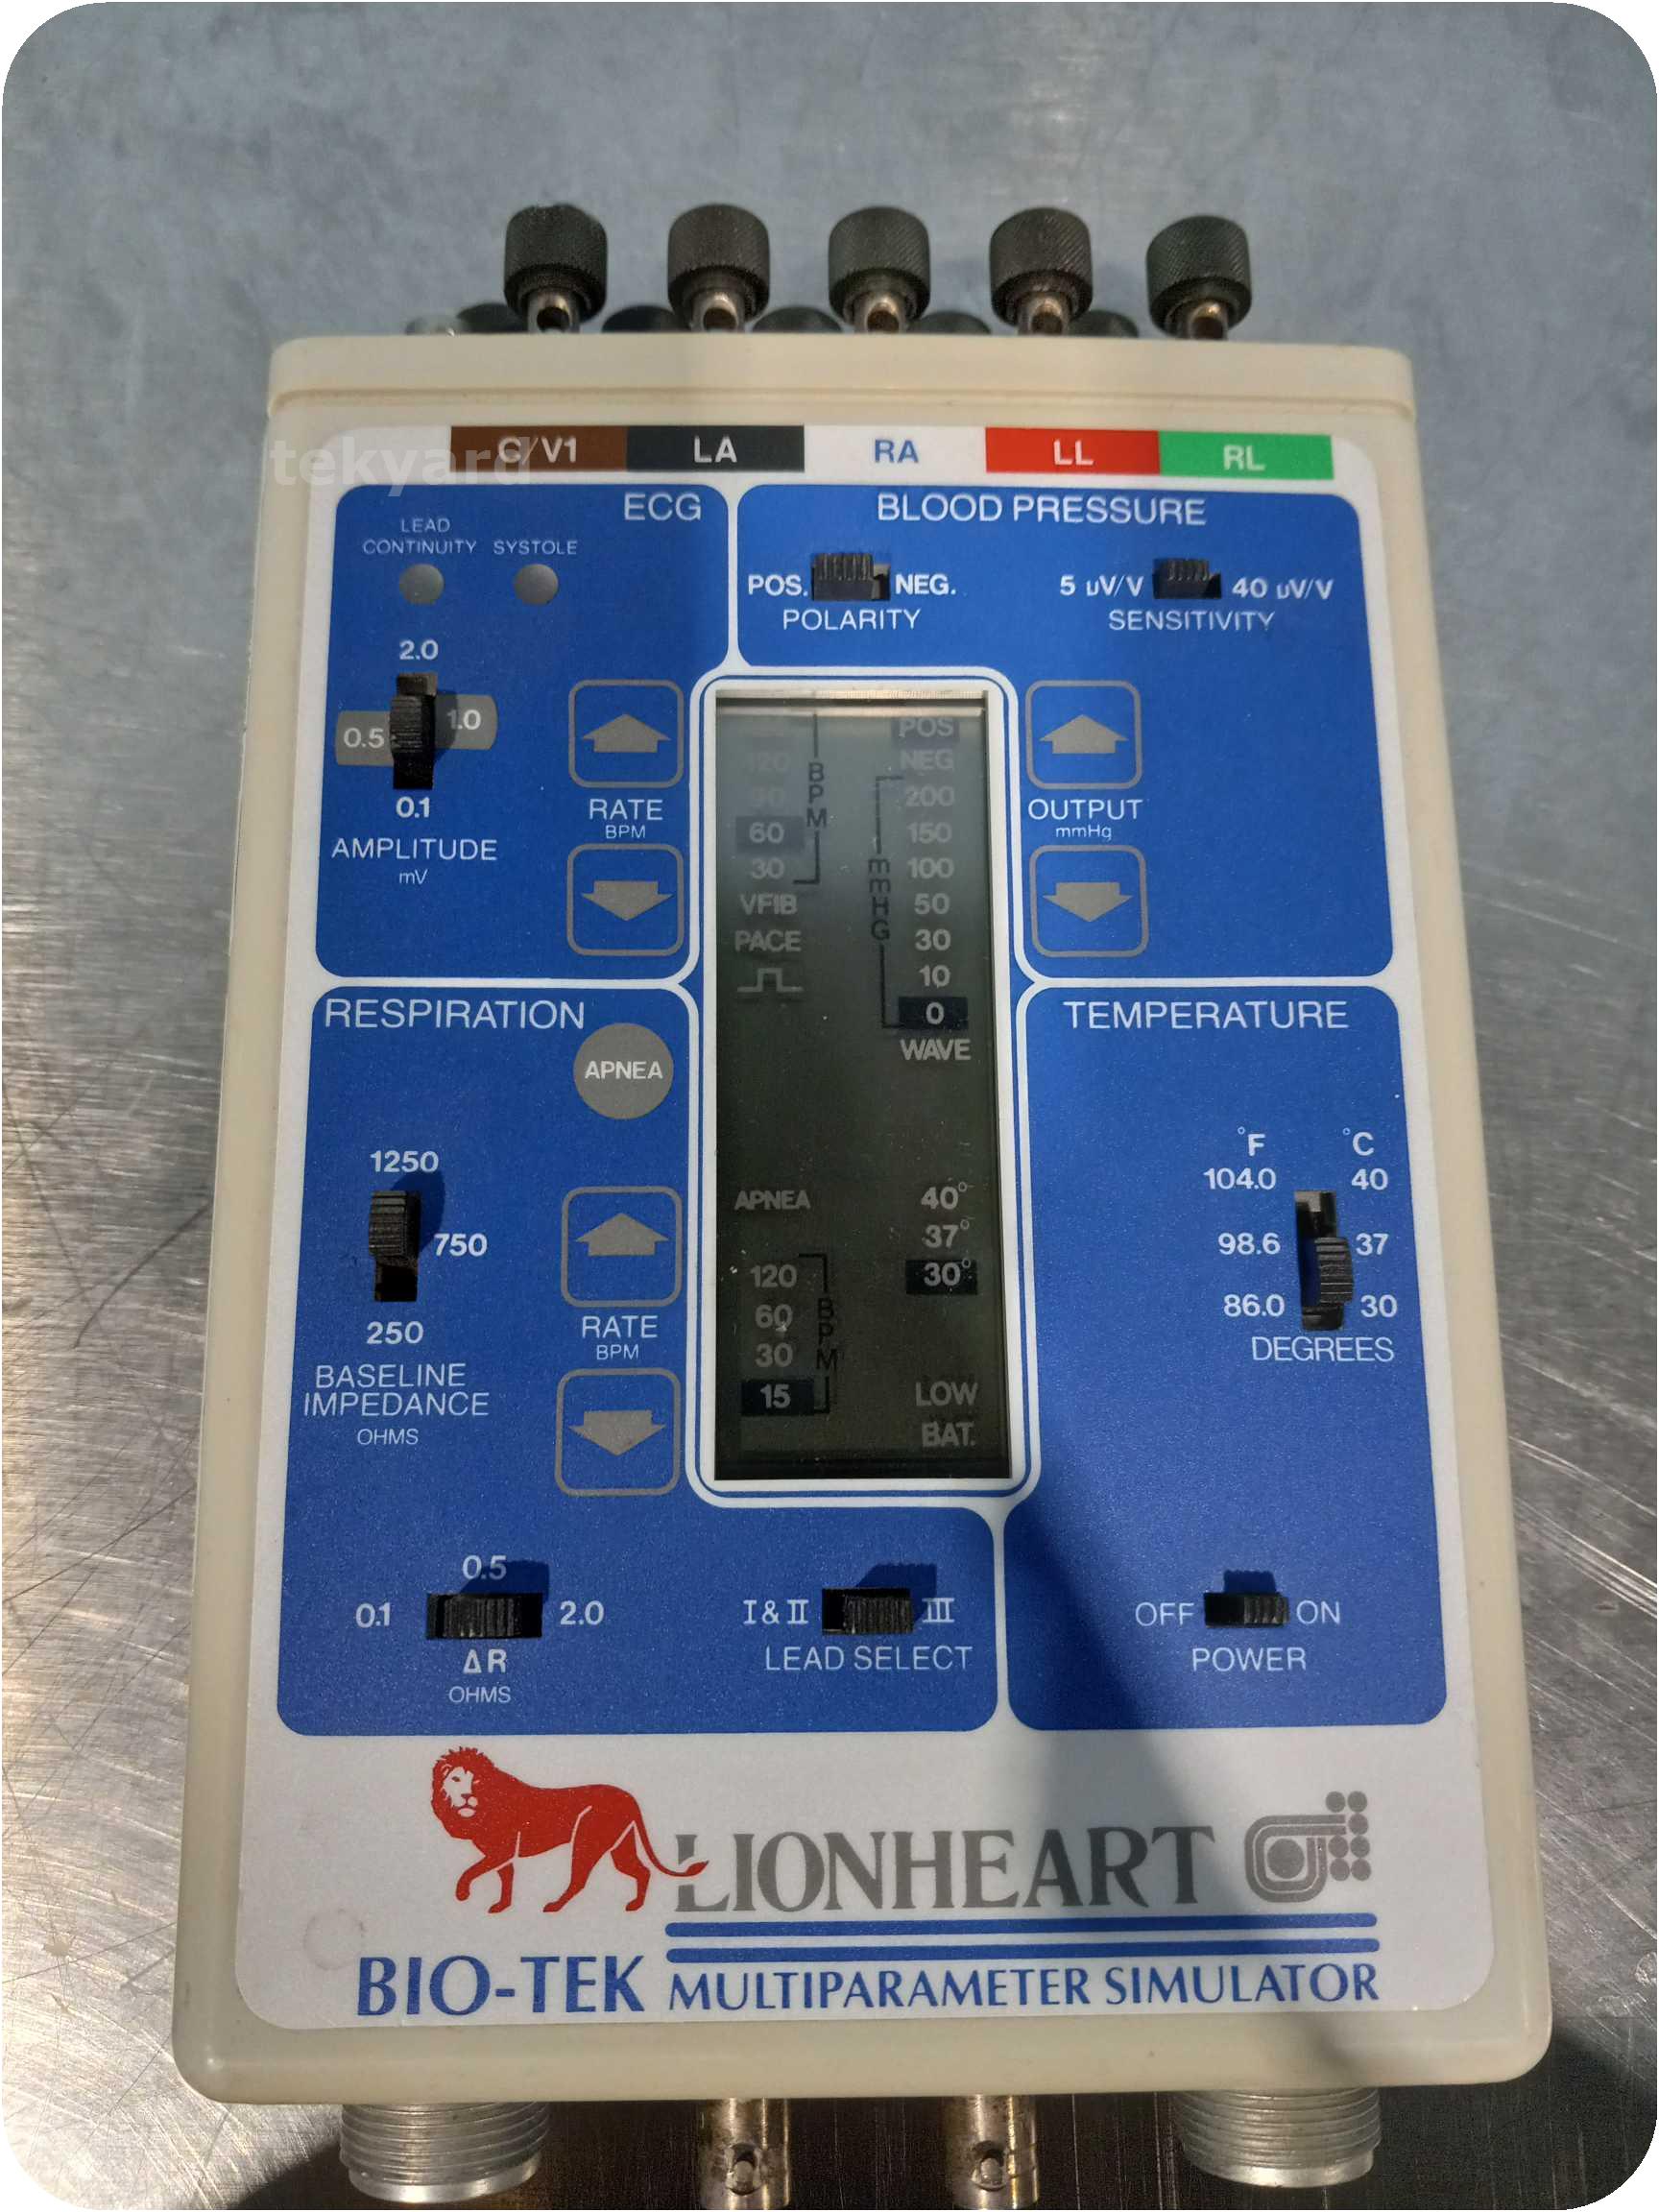 tekyard
C/V1 LA RA LL RL
ECG
LEAD
CONTINUITY SYSTOLE
2.0
0.5 1.0
0.1
AMPLITUDE
mV
RATE
BPM
BLOOD PRESSURE
POS. NEG.
POLARITY
5 uV/V 40 uV/V
SENSITIVITY
OUTPUT
mmHg
120
90
60
30
BPM
VFIB
PACE
POS
NEG
200
150
100
50
30
10
0
mmHG
WAVE
APNEA
120
60
30
15
BPM
40°
37°
30°
LOW
BAT.
RESPIRATION
APNEA
1250
750
250
BASELINE
IMPEDANCE
OHMS
RATE
BPM
0.5
0.1 2.0
ΔR
OHMS
I & II III
LEAD SELECT
TEMPERATURE
°F °C
104.0 40
98.6 37
86.0 30
DEGREES
OFF ON
POWER
LIONHEART
BIO-TEK MULTIPARAMETER SIMULATOR